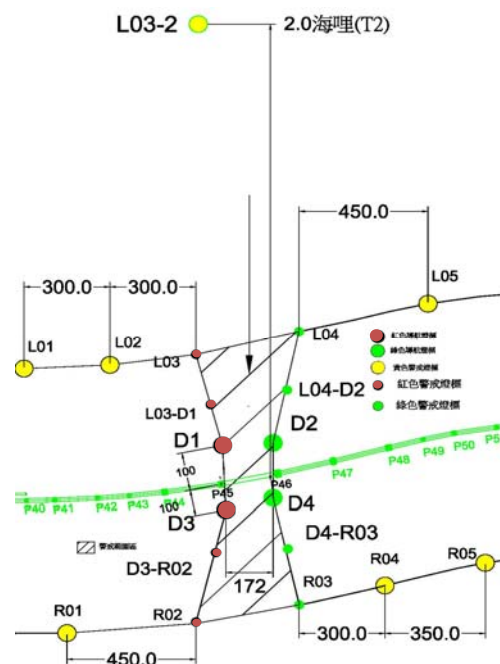 L03-2
2.0海哩(T2)
450.0
300.0
300.0
L05
L01
L02
L03
L04
紅色導航燈標
綠色導航燈標
黃色警戒燈標
紅色警戒燈標
綠色警戒燈標
L03-D1
L04-D2
D1
D2
100
100
P40
P41
P42
P43
P44
P45
P46
P47
P48
P49
P50
D3
D4
警戒範圍區
D3-R02
D4-R03
172
R01
R02
R03
R04
R05
450.0
300.0
350.0